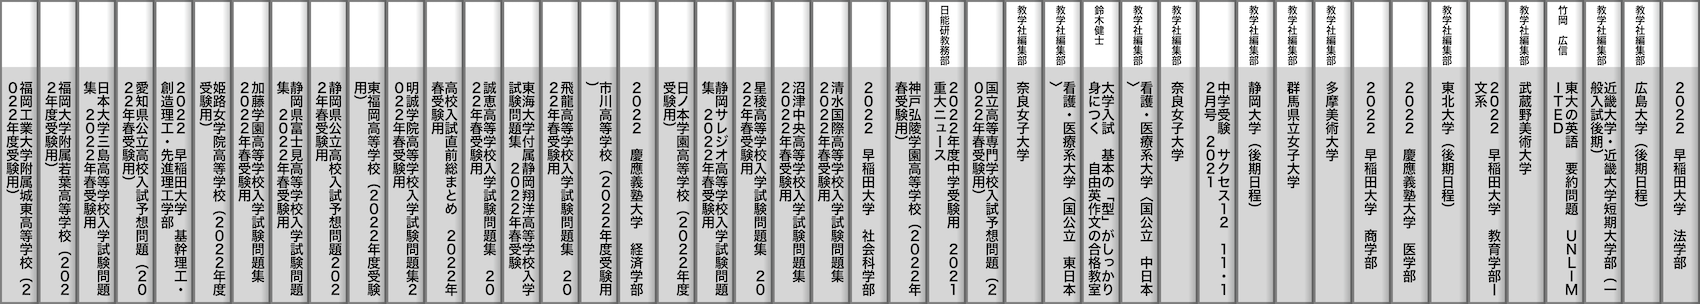 2022　早稲田大学　法学部
教学社編集部
広島大学（後期日程）
教学社編集部
近畿大学・近畿大学短期大学部（一
般入試後期）
竹岡　広信
東大の英語　要約問題　UNLIM
ITED
教学社編集部
武蔵野美術大学
2022　早稲田大学　教育学部ー
文系
教学社編集部
東北大学（後期日程）
2022　慶應義塾大学　医学部
2022　早稲田大学　商学部
教学社編集部
多摩美術大学
教学社編集部
群馬県立女子大学
教学社編集部
静岡大学（後期日程）
中学受験　サクセス12　11・1
2月号　2021
教学社編集部
奈良女子大学
教学社編集部
看護・医療系大学〈国公立　中日本
〉
鈴木健士
大学入試　基本の「型」がしっかり
身につく　自由英作文の合格教室
教学社編集部
看護・医療系大学〈国公立　東日本
〉
教学社編集部
奈良女子大学
国立高等専門学校入試予想問題（2
022年春受験用）
日能研教務部
2022年度中学受験用　2021
重大ニュース
神戸弘陵学園高等学校（2022年
春受験用）
2022　早稲田大学　社会科学部
清水国際高等学校入学試験問題集
2022年春受験用
沼津中央高等学校入学試験問題集
2022年春受験用
星稜高等学校入学試験問題集　20
22年春受験用
静岡サレジオ高等学校入学試験問題
集　2022年春受験用
日ノ本学園高等学校（2022年度
受験用）
2022　慶應義塾大学　経済学部
市川高等学校（2022年度受験用
）
飛龍高等学校入学試験問題集　20
22年春受験用
東海大学付属静岡翔洋高等学校入学
試験問題集　2022年春受験用
誠恵高等学校入学試験問題集　20
22年春受験用
高校入試直前総まとめ　2022年
春受験用
明誠学院高等学校入学試験問題集2
022年春受験用
東福岡高等学校（2022年度受験
用）
静岡県公立高校入試予想問題202
2年春受験用
静岡県富士見高等学校入学試験問題
集　2022年春受験用
加藤学園高等学校入学試験問題集
2022年春受験用
姫路女学院高等学校（2022年度
受験用）
2022　早稲田大学　基幹理工・
創造理工・先進理工学部
愛知県公立高校入試予想問題（20
22年春受験用）
日本大学三島高等学校入学試験問題
集　2022年春受験用
福岡大学附属若葉高等学校（202
2年度受験用）
福岡工業大学附属城東高等学校（2
022年度受験用）